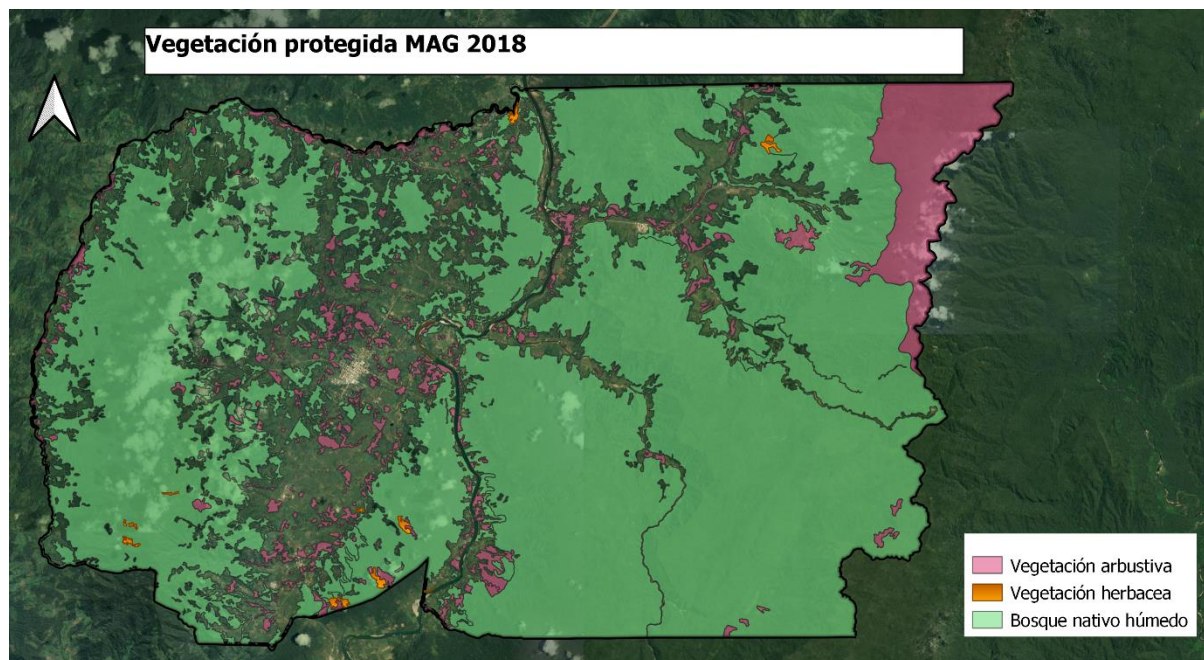 Vegetación protegida MAG 2018
Vegetación arbustiva
Vegetación herbacea
Bosque nativo húmedo